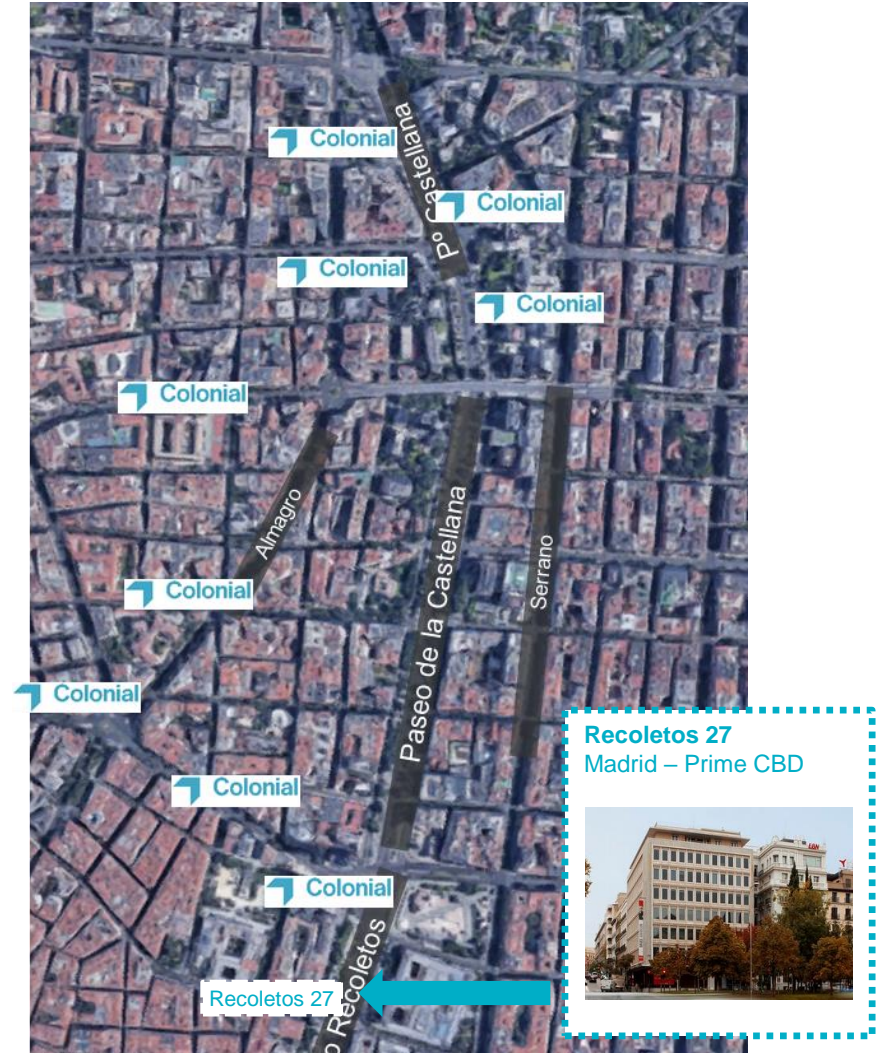 Colonial
Pº Castellana
Colonial
Colonial
Colonial
Colonial
Almagro
Paseo de la Castellana
Serrano
Colonial
Colonial
Recoletos 27
Madrid – Prime CBD
Colonial
LGN
Colonial
o Recoletos
Recoletos 27